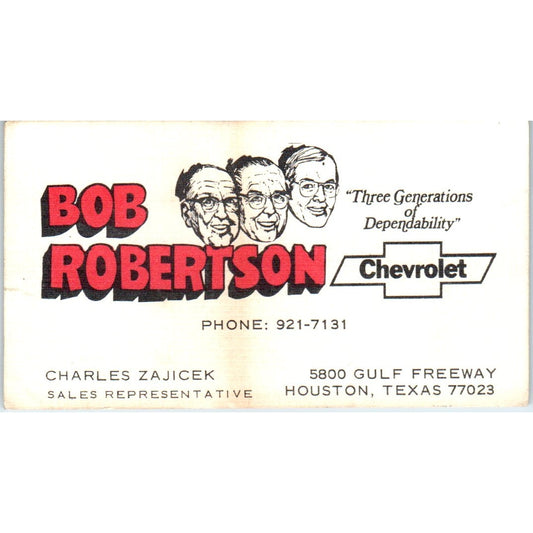 BOB
ROBERTSON
"Three Generations
of
Dependability"
Chevrolet
PHONE: 921-7131
CHARLES ZAJICEK
SALES REPRESENTATIVE
5800 GULF FREEWAY
HOUSTON, TEXAS 77023